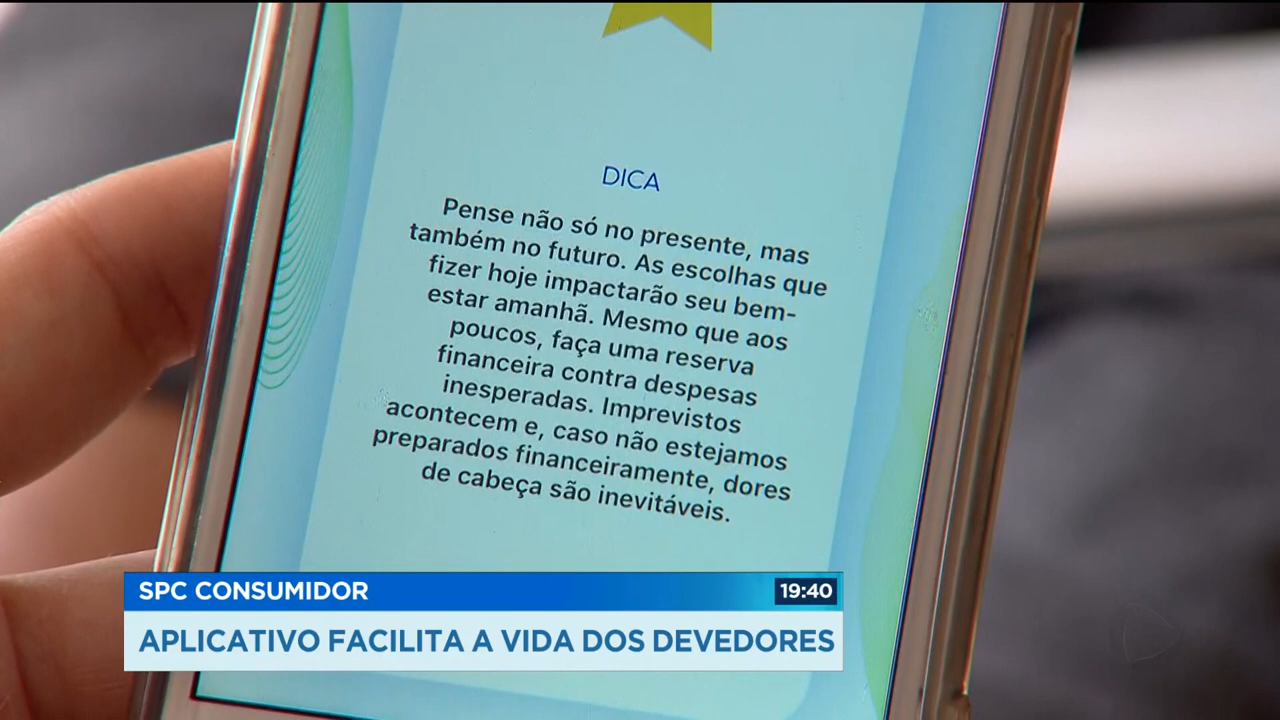 DICA
Pense não só no presente, mas
também no futuro. As escolhas que
fizer hoje impactarão seu bem-
estar amanhã. Mesmo que aos
poucos, faça uma reserva
financeira contra despesas
inesperadas. Imprevistos
acontecem e, caso não estejamos
preparados financeiramente, dores
de cabeça são inevitáveis.
SPC CONSUMIDOR
19:40
APLICATIVO FACILITA A VIDA DOS DEVEDORES